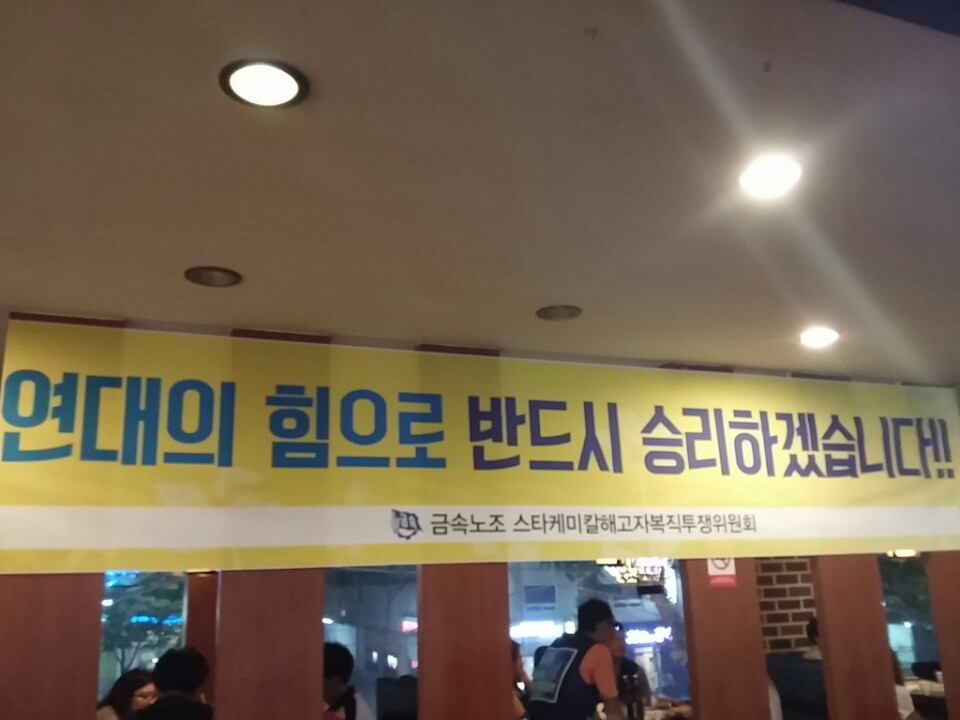 연대의 힘으로 반드시 승리하겠습니다!!
금속노조 스타케미칼해고자복직투쟁위원회